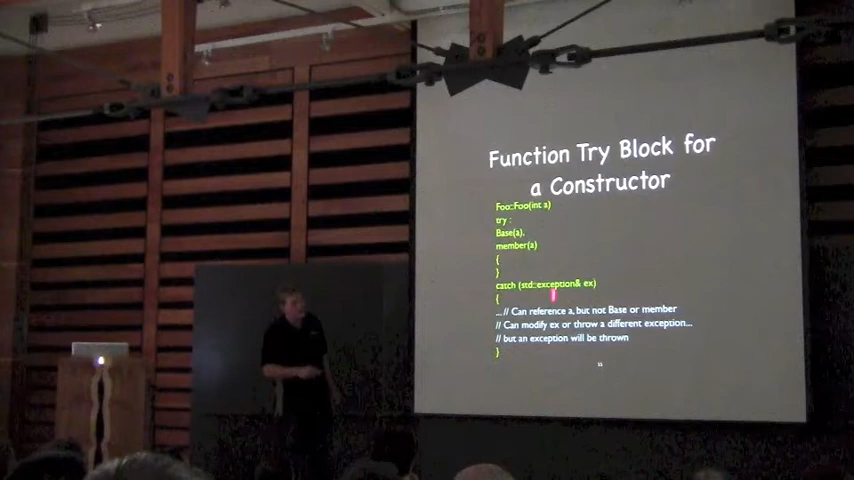 Function Try Block for
a Constructor
Foo::Foo(int a)
try :
Base(a),
member(a)
{
}
catch (std::exception& ex)
{
...// Can reference a, but not Base or member
// Can modify ex or throw a different exception...
// but an exception will be thrown
}